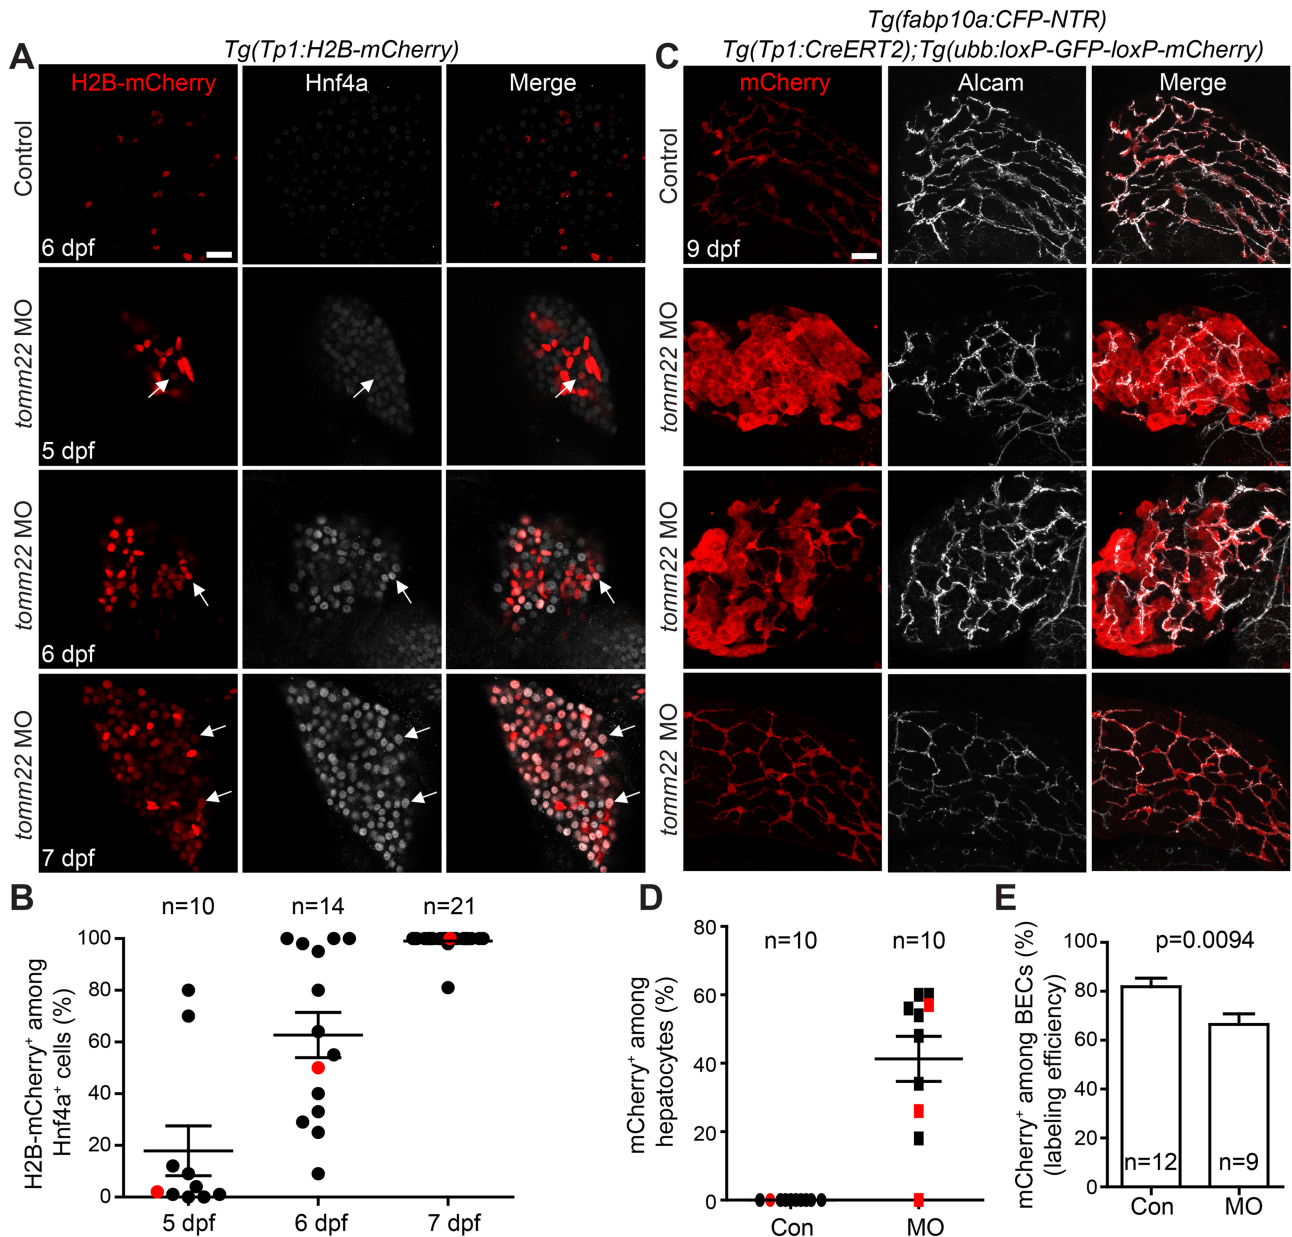 A
Tg(Tp1:H2B-mCherry)
H2B-mCherry
Hnf4a
Merge
Control
6 dpf
tomm22 MO
5 dpf
tomm22 MO
6 dpf
tomm22 MO
7 dpf
Tg(fabp10a:CFP-NTR)
C
Tg(Tp1:CreERT2);Tg(ubb:loxP-GFP-loxP-mCherry)
mCherry
Alcam
Merge
Control
9 dpf
tomm22 MO
tomm22 MO
tomm22 MO
B
n=10
n=14
n=21
H2B-mCherry+ among
Hnf4a+ cells (%)
100
80
60
40
20
0
5 dpf
6 dpf
7 dpf
D
n=10
n=10
mCherry+ among
hepatocytes (%)
80
60
40
20
0
Con
MO
E
p=0.0094
mCherry+ among BECs (%)
(labeling efficiency)
100
80
60
40
20
0
n=12
n=9
Con
MO